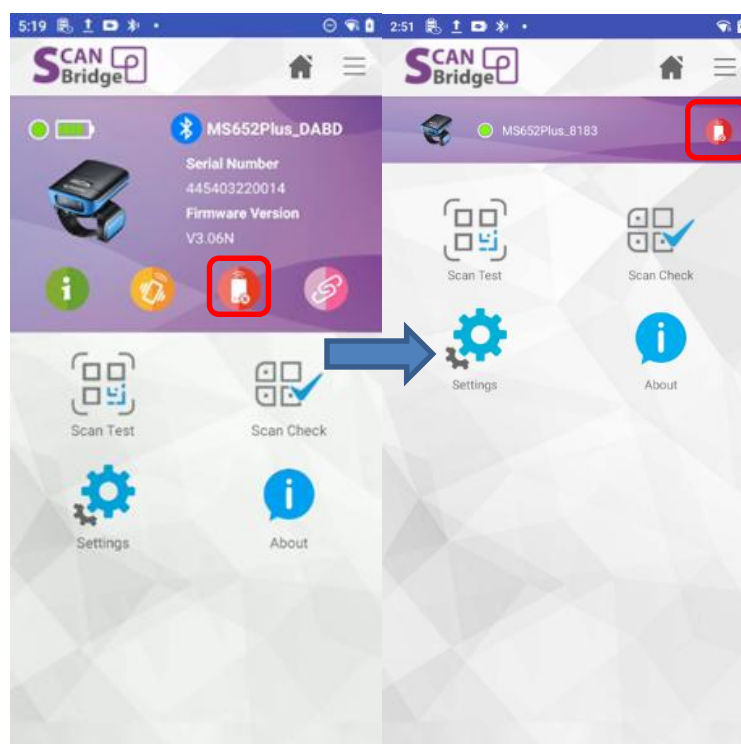 5:19
SCAN
Bridge
MS652Plus_DABD
Serial Number
445403220014
Firmware Version
V3.06N
Scan Test
Scan Check
Settings
About
2:51
SCAN
Bridge
MS652Plus_8183
Scan Test
Scan Check
Settings
About